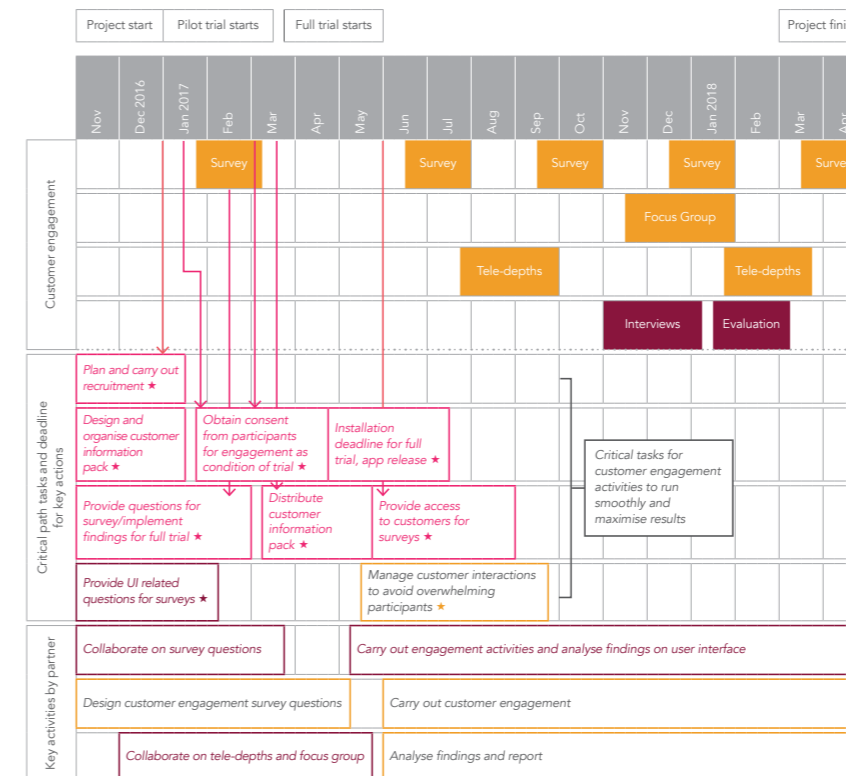 Project start
Pilot trial starts
Full trial starts
Project fini
Nov
Dec 2016
Jan 2017
Feb
Mar
Apr
May
Jun
Jul
Aug
Sep
Oct
Nov
Dec
Jan 2018
Feb
Mar
Apr
Customer engagement
Survey
Survey
Survey
Survey
Surve
Focus Group
Tele-depths
Tele-depths
Interviews
Evaluation
Critical path tasks and deadline
for key actions
Plan and carry out
recruitment ★
Design and
organise customer
information
pack ★
Obtain consent
from participants
for engagement as
condition of trial ★
Installation
deadline for full
trial, app release ★
Critical tasks for
customer engagement
activities to run
smoothly and
maximise results
Provide questions for
survey/implement
findings for full trial ★
Distribute
customer
information
pack ★
Provide access
to customers for
surveys ★
Provide UI related
questions for surveys ★
Manage customer interactions
to avoid overwhelming
participants ★
Key activities by partner
Collaborate on survey questions
Carry out engagement activities and analyse findings on user interface
Design customer engagement survey questions
Carry out customer engagement
Collaborate on tele-depths and focus group
Analyse findings and report